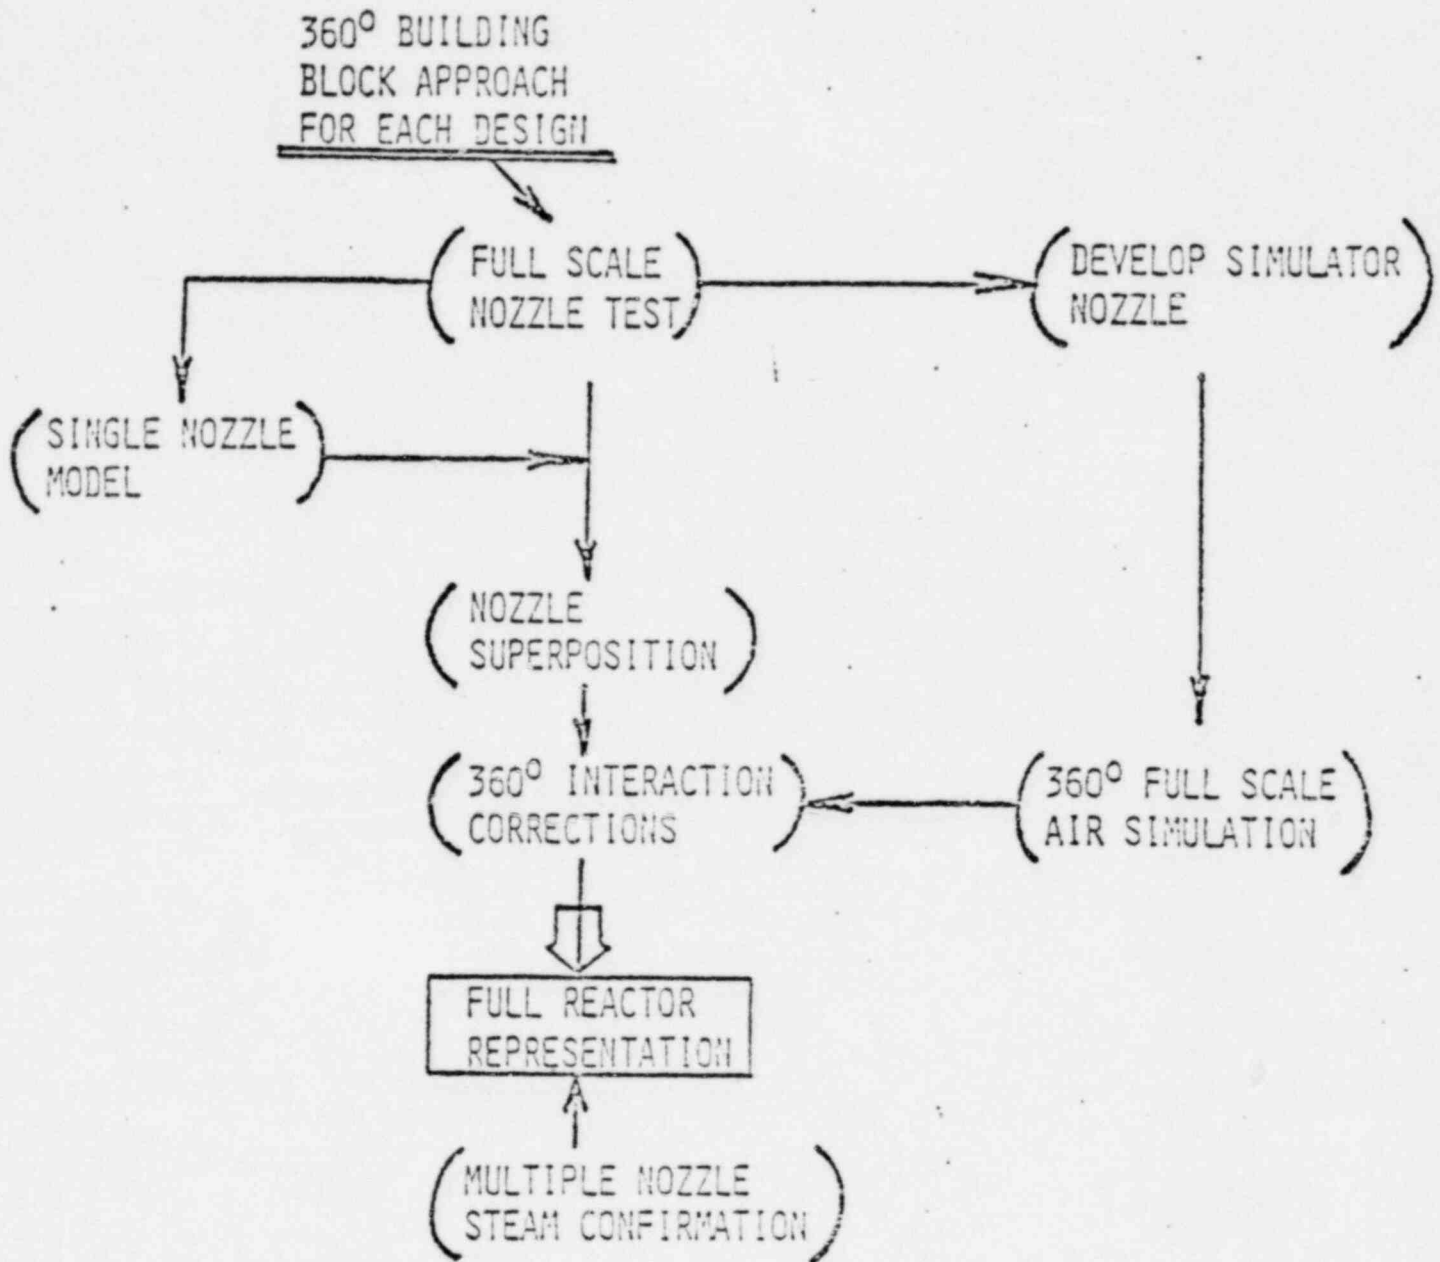 360° BUILDING
BLOCK APPROACH
FOR EACH DESIGN
FULL SCALE
NOZZLE TEST
DEVELOP SIMULATOR
NOZZLE
SINGLE NOZZLE
MODEL
NOZZLE
SUPERPOSITION
360° INTERACTION
CORRECTIONS
360° FULL SCALE
AIR SIMULATION
FULL REACTOR
REPRESENTATION
MULTIPLE NOZZLE
STEAM CONFIRMATION